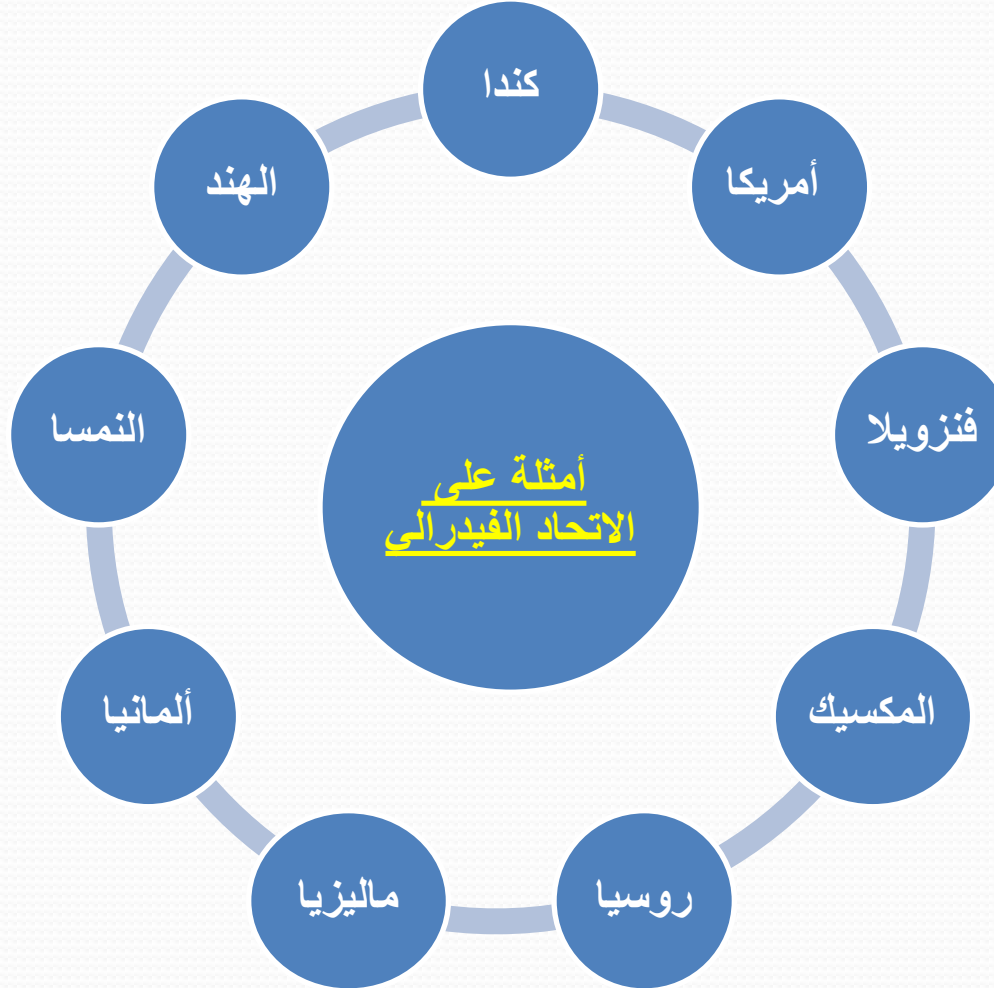 كندا
أمريكا
فنزويلا
المكسيك
روسيا
ماليزيا
ألمانيا
النمسا
الهند
أمثلة على
الاتحاد الفيدرالي